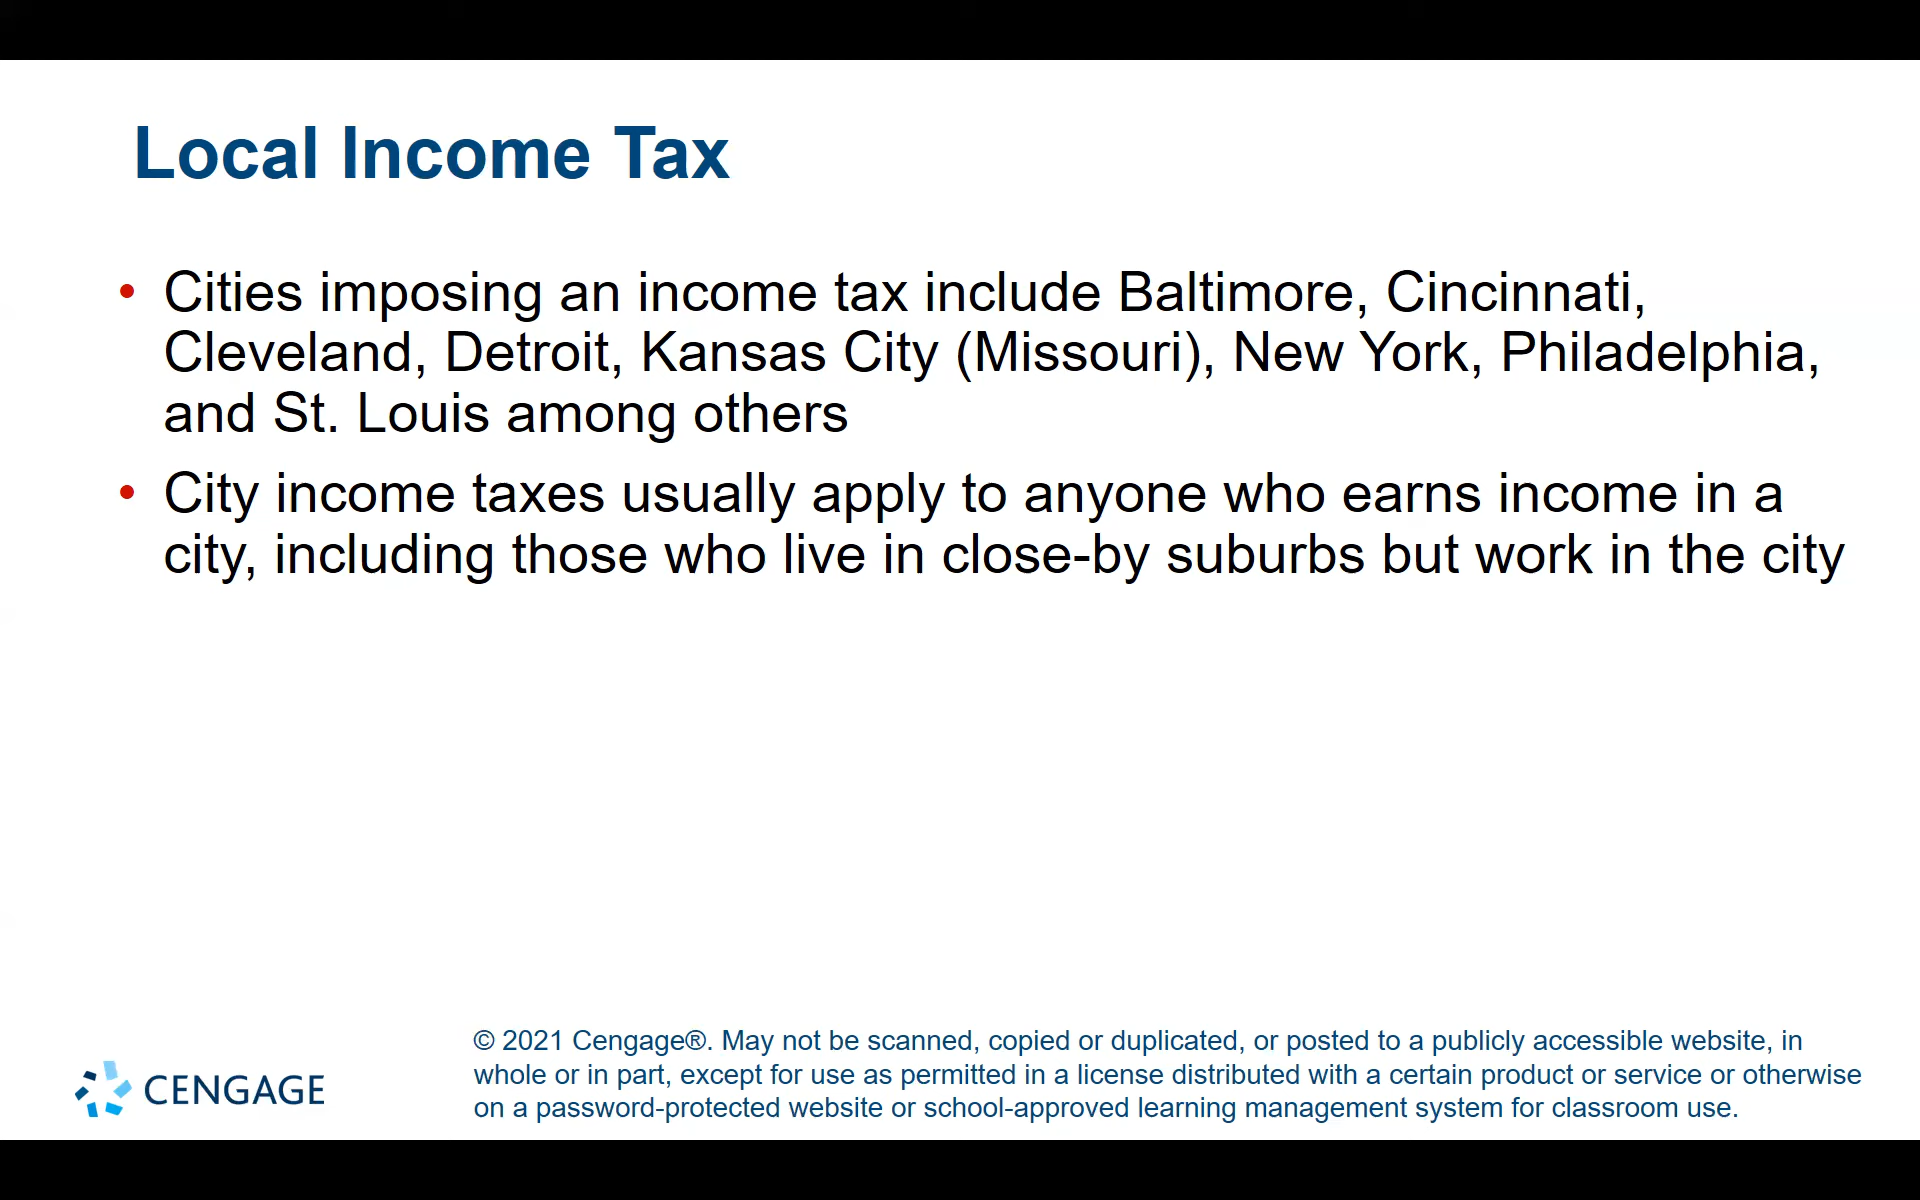 Local Income Tax
• Cities imposing an income tax include Baltimore, Cincinnati,
Cleveland, Detroit, Kansas City (Missouri), New York, Philadelphia,
and St. Louis among others
• City income taxes usually apply to anyone who earns income in a
city, including those who live in close-by suburbs but work in the city
CENGAGE
© 2021 Cengage®. May not be scanned, copied or duplicated, or posted to a publicly accessible website, in
whole or in part, except for use as permitted in a license distributed with a certain product or service or otherwise
on a password-protected website or school-approved learning management system for classroom use.